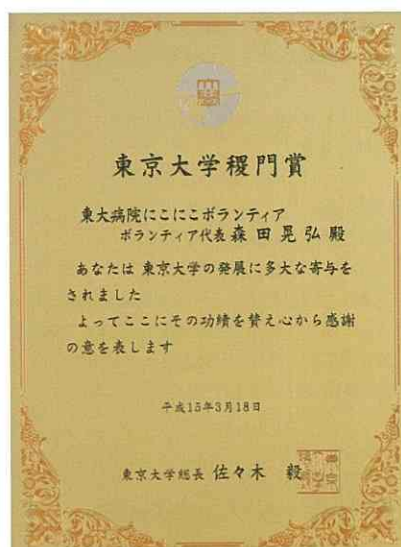 東京大学稷門賞
東大病院にこにこボランティア
ボランティア代表 森田晃弘殿
あなたは 東京大学の発展に多大な寄与を
されました
よってここにその功績を賛え心から感謝
の意を表します
平成15年3月18日
東京大学総長 佐々木 毅